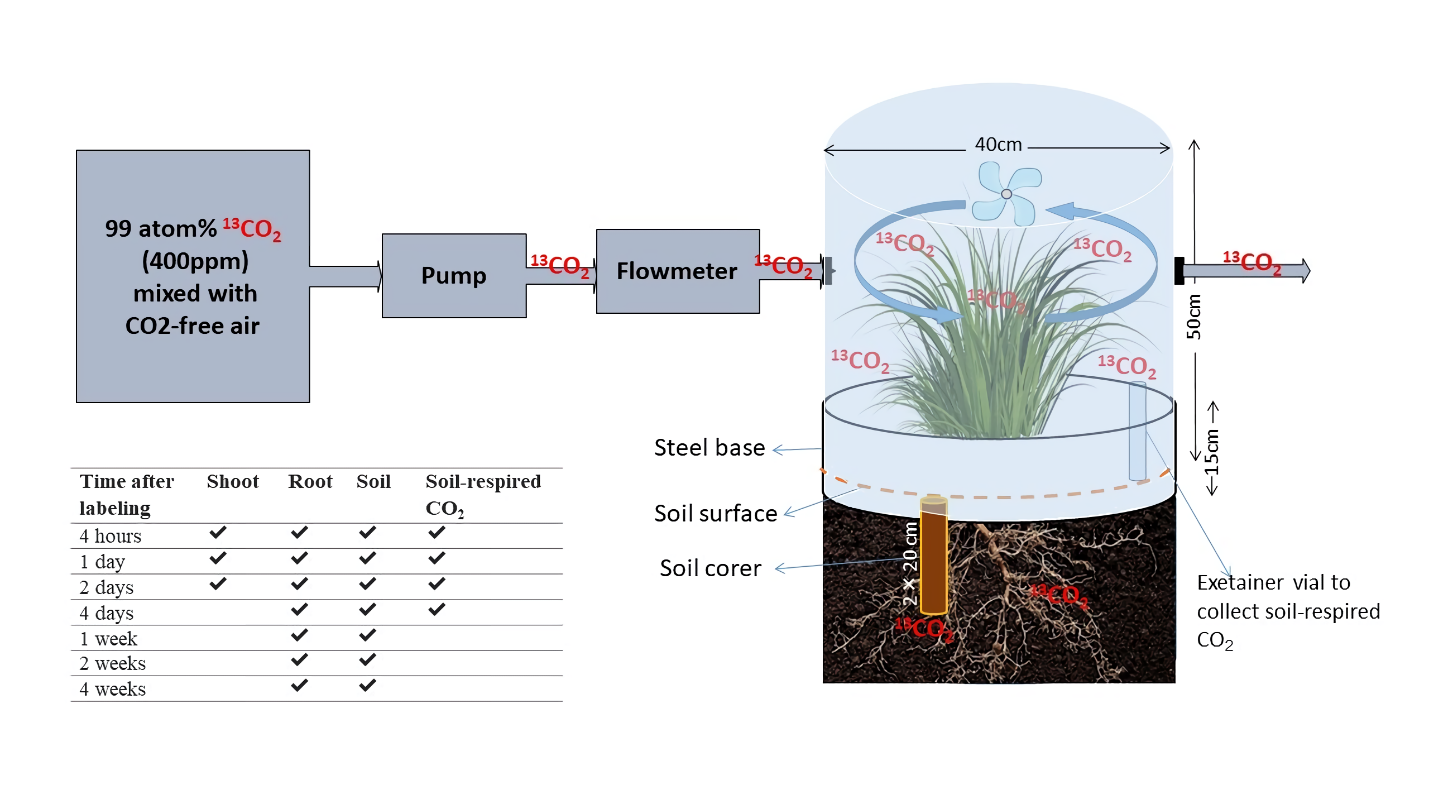 99 atom% ¹³CO₂
(400ppm)
mixed with
CO2-free air
Pump
¹³CO₂
Flowmeter
¹³CO₂
40cm
¹³CO₂
¹³CO₂
¹³CO₂
¹³CO₂
¹³CO₂
¹³CO₂
50cm
15cm
Steel base
Soil surface
Soil corer
2 × 20 cm
¹³CO₂
¹³CO₂
Exetainer vial to
collect soil-respired
CO₂
Time after Shoot Root Soil Soil-respired
labeling CO₂
4 hours ✓ ✓ ✓ ✓
1 day ✓ ✓ ✓ ✓
2 days ✓ ✓ ✓ ✓
4 days ✓ ✓ ✓
1 week ✓ ✓
2 weeks ✓ ✓
4 weeks ✓ ✓